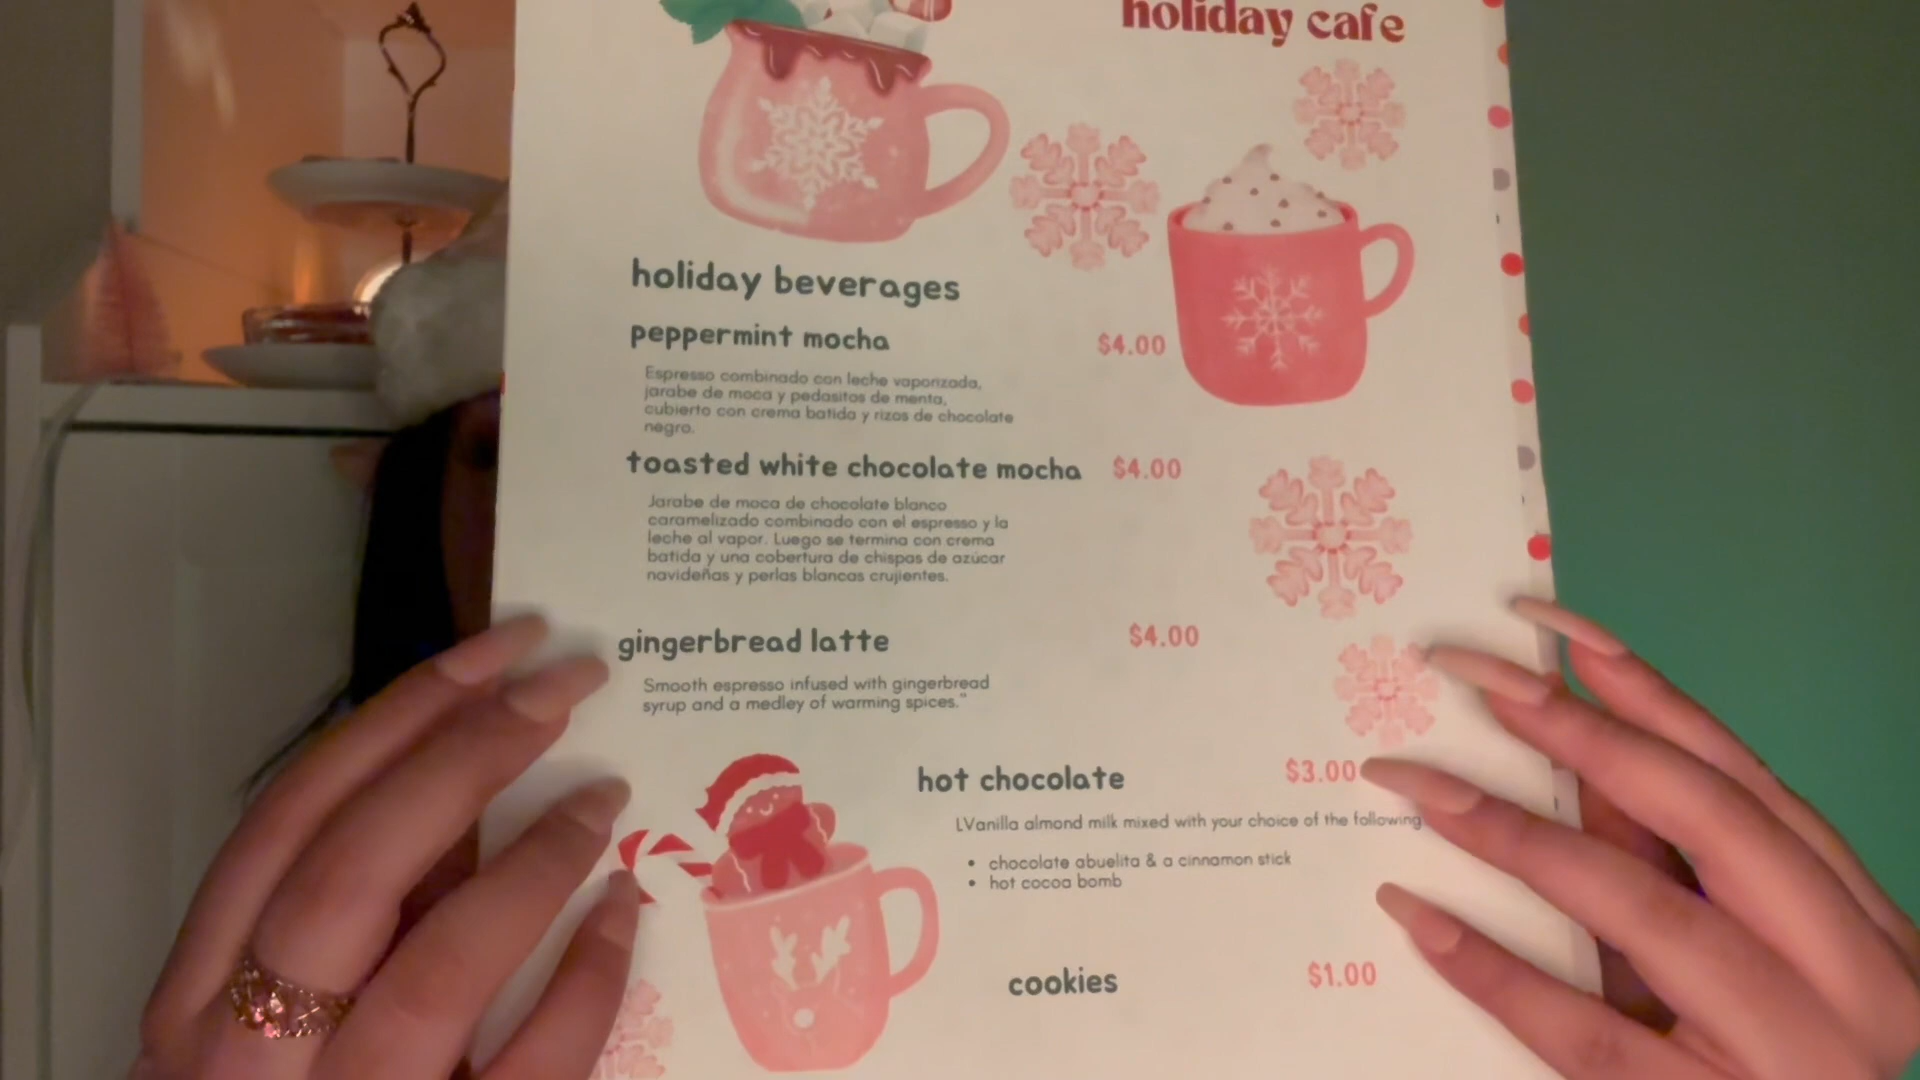 holiday cafe
holiday beverages
peppermint mocha $4.00
Espresso combinado con leche vaporizada,
jarabe de moca y pedasitos de menta,
cubierto con crema batida y rizos de chocolate
negro.
toasted white chocolate mocha $4.00
Jarabe de moca de chocolate blanco
caramelizado combinado con el espresso y la
leche al vapor. Luego se termina con crema
batida y una cobertura de chispas de azúcar
navideñas y perlas blancas crujientes.
gingerbread latte $4.00
Smooth espresso infused with gingerbread
syrup and a medley of warming spices."
hot chocolate $3.00
LVanilla almond milk mixed with your choice of the following
• chocolate abuelita & a cinnamon stick
• hot cocoa bomb
cookies $1.00